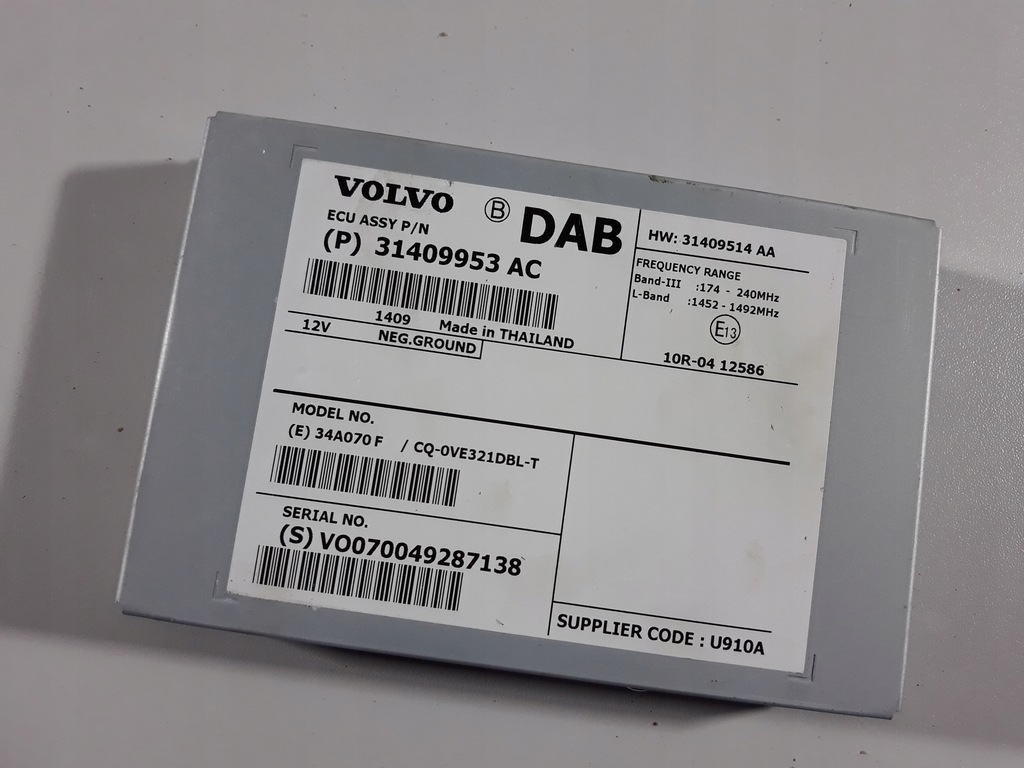 VOLVO Ⓑ DAB
ECU ASSY P/N
(P) 31409953 AC
HW: 31409514 AA
FREQUENCY RANGE
Band-III :174 - 240MHz
L-Band :1452 - 1492MHz
E13
10R-04 12586
1409 Made in THAILAND
12V
NEG.GROUND
MODEL NO.
(E) 34A070 F / CQ-0VE321DBL-T
SERIAL NO.
(S) VO070049287138
SUPPLIER CODE : U910A